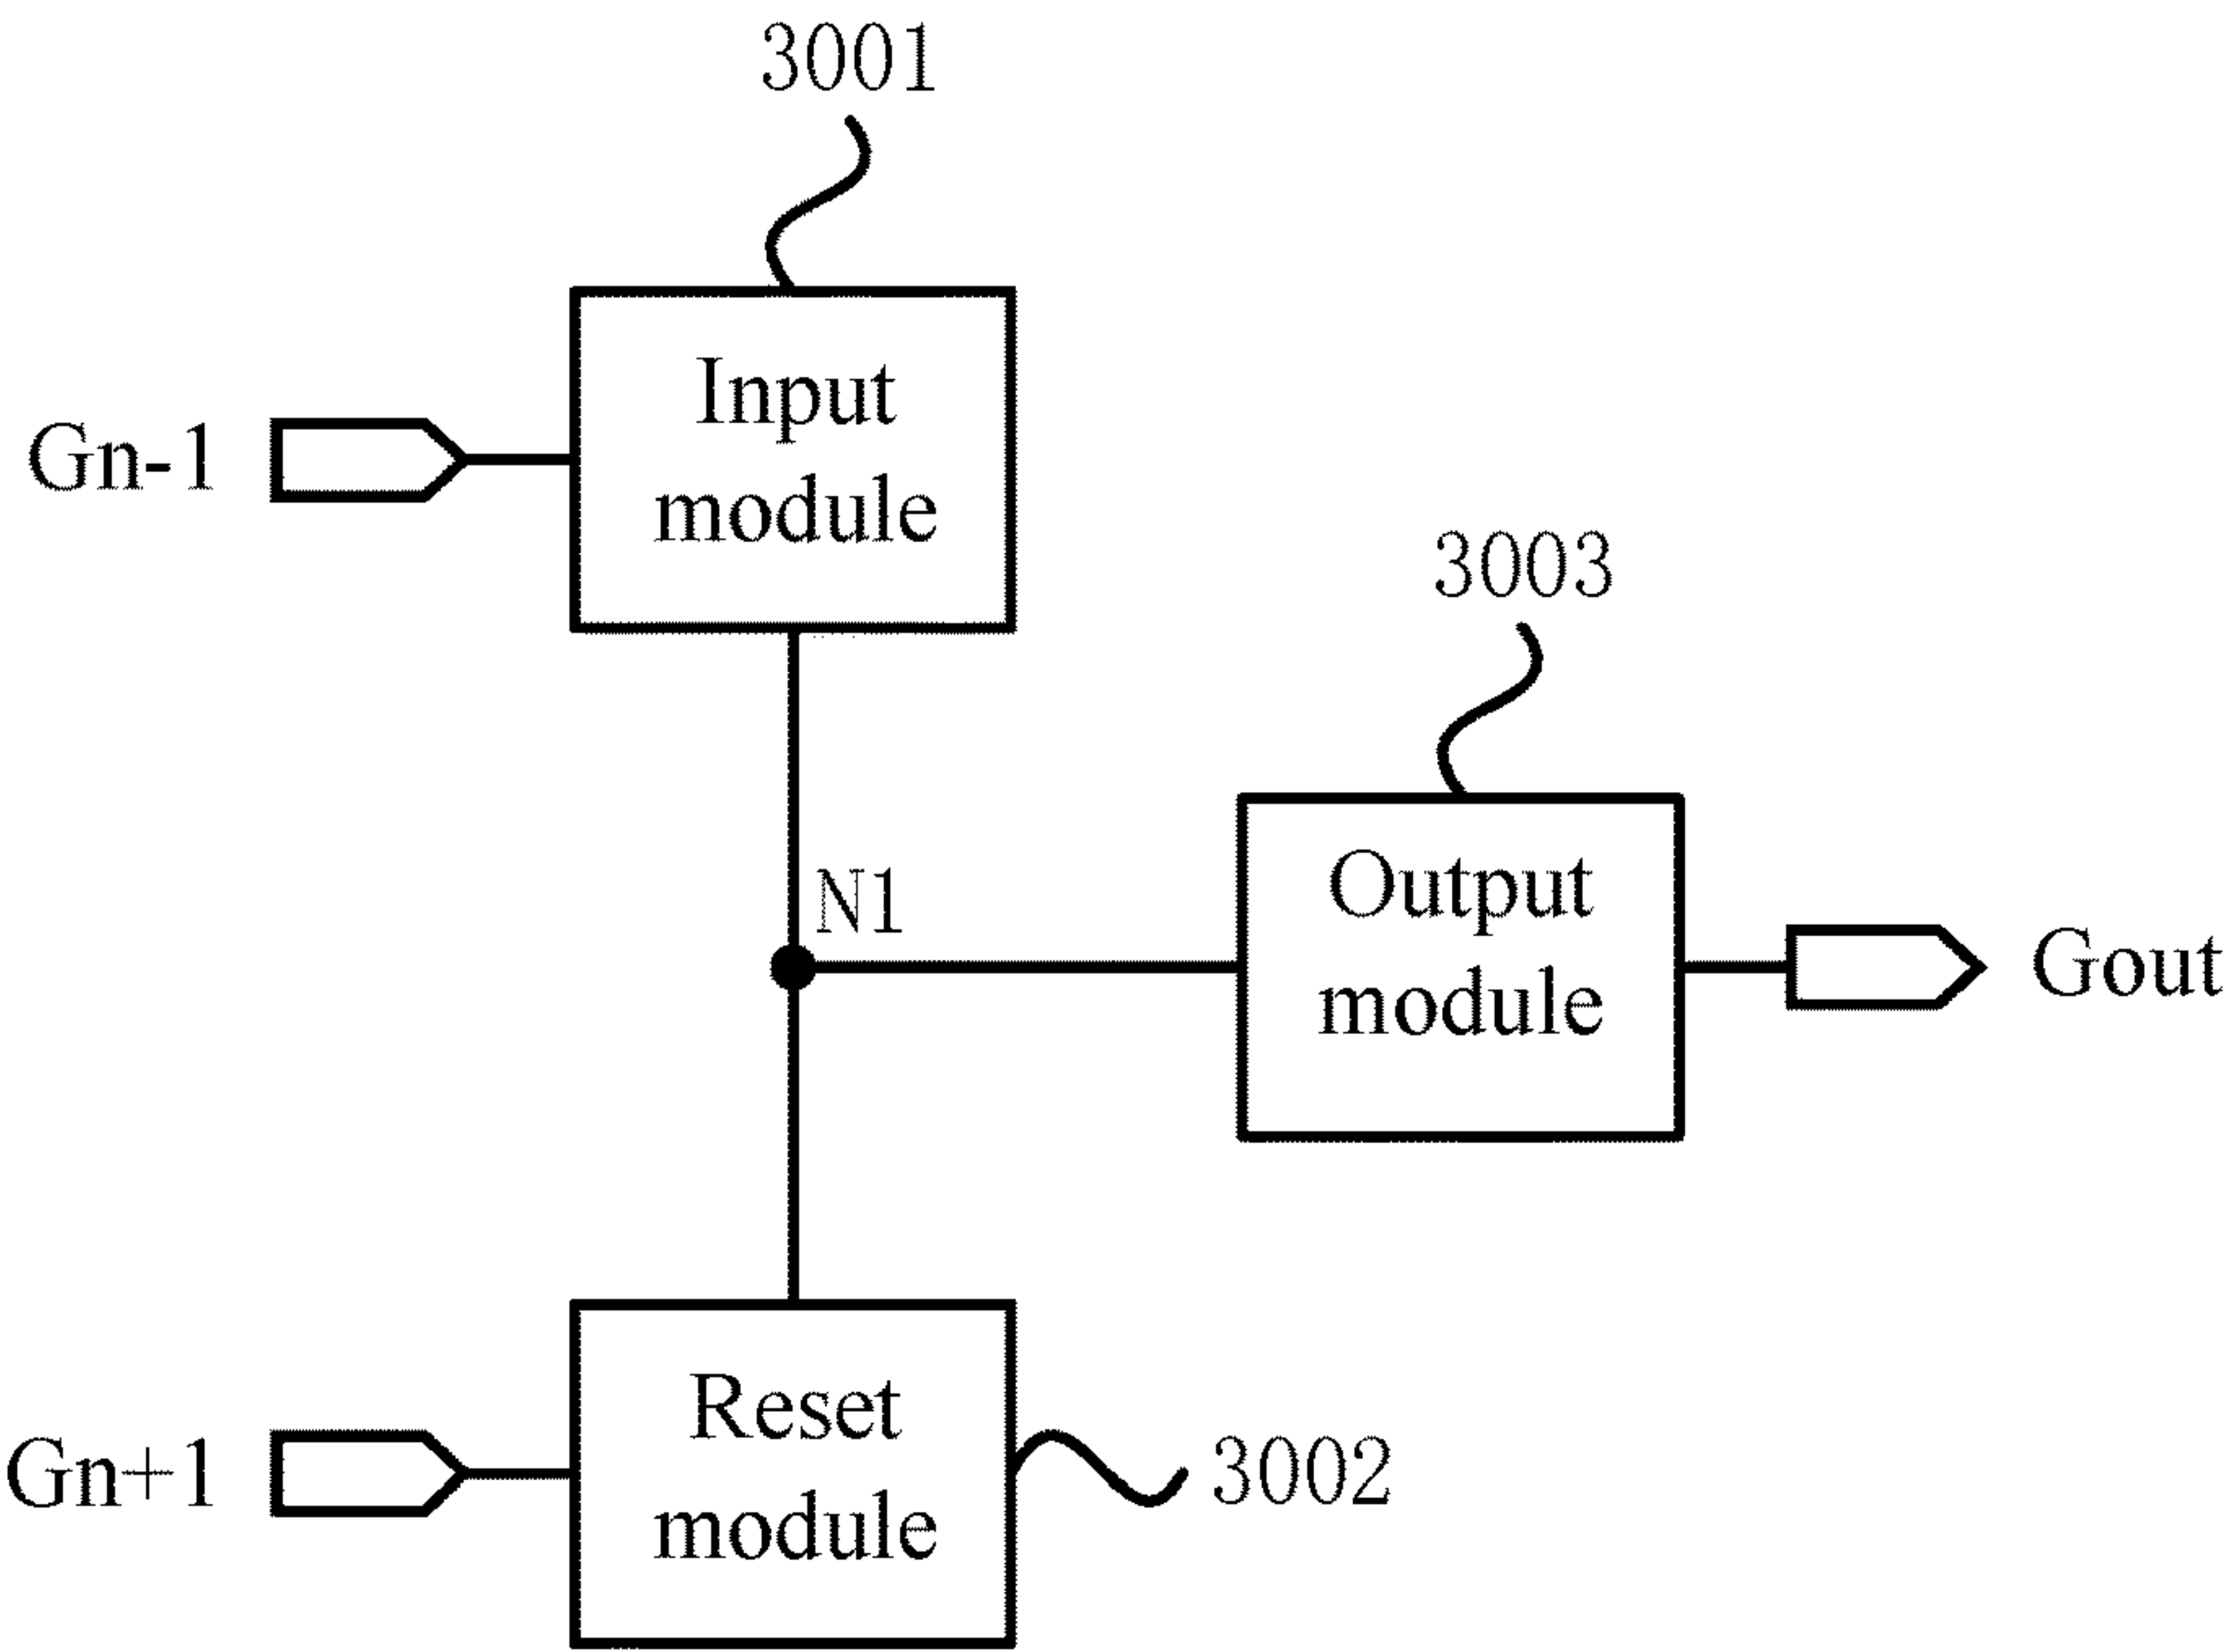 3001
Input
module
Gn-1
3003
N1
Output
module
Gout
Reset
module
Gn+1
3002